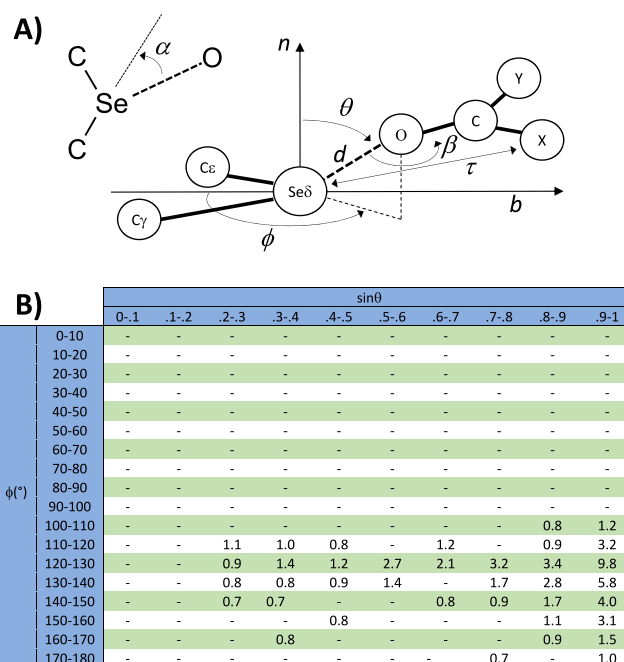 A)
C
α
O
Se
C
n
θ
Y
O
C
X
d
β
τ
Cε
Seδ
b
Cγ
ϕ
B)
sinθ
0-.1 .1-.2 .2-.3 .3-.4 .4-.5 .5-.6 .6-.7 .7-.8 .8-.9 .9-1
ϕ(°)
0-10 - - - - - - - - - -
10-20 - - - - - - - - - -
20-30 - - - - - - - - - -
30-40 - - - - - - - - - -
40-50 - - - - - - - - - -
50-60 - - - - - - - - - -
60-70 - - - - - - - - - -
70-80 - - - - - - - - - -
80-90 - - - - - - - - - -
90-100 - - - - - - - - - -
100-110 - - - - - - - - 0.8 1.2
110-120 - - 1.1 1.0 0.8 - 1.2 - 0.9 3.2
120-130 - - 0.9 1.4 1.2 2.7 2.1 3.2 3.4 9.8
130-140 - - 0.8 0.8 0.9 1.4 - 1.7 2.8 5.8
140-150 - - 0.7 0.7 - - 0.8 0.9 1.7 4.0
150-160 - - - - 0.8 - - - 1.1 3.1
160-170 - - - 0.8 - - - - 0.9 1.5
170-180 - - - - - - - 0.7 - 1.0